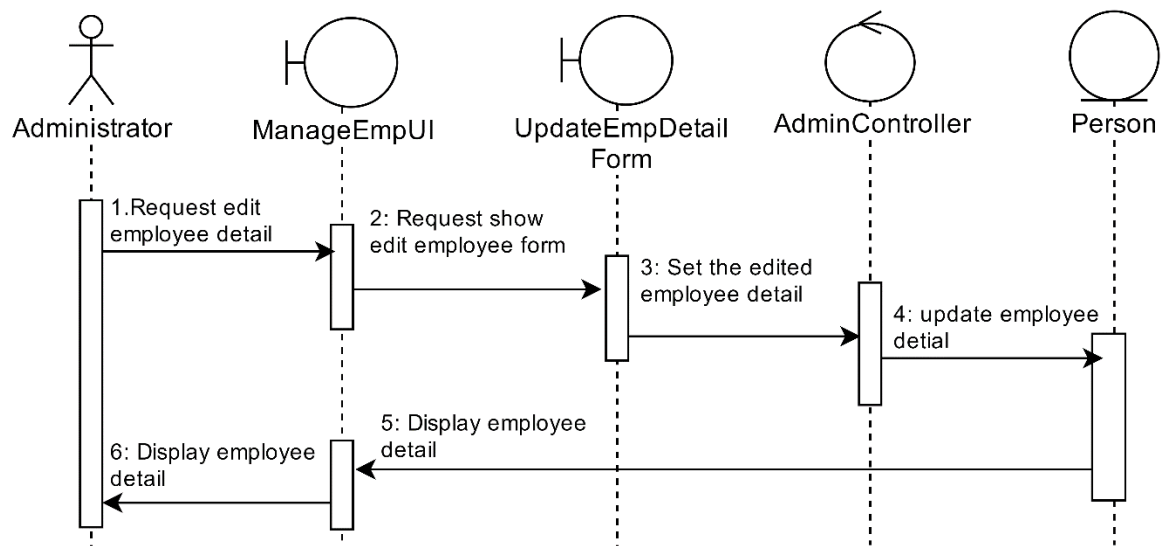 Administrator
ManageEmpUI
UpdateEmpDetail
Form
AdminController
Person
1.Request edit
employee detail
2: Request show
edit employee form
3: Set the edited
employee detail
4: update employee
detial
5: Display employee
detail
6: Display employee
detail